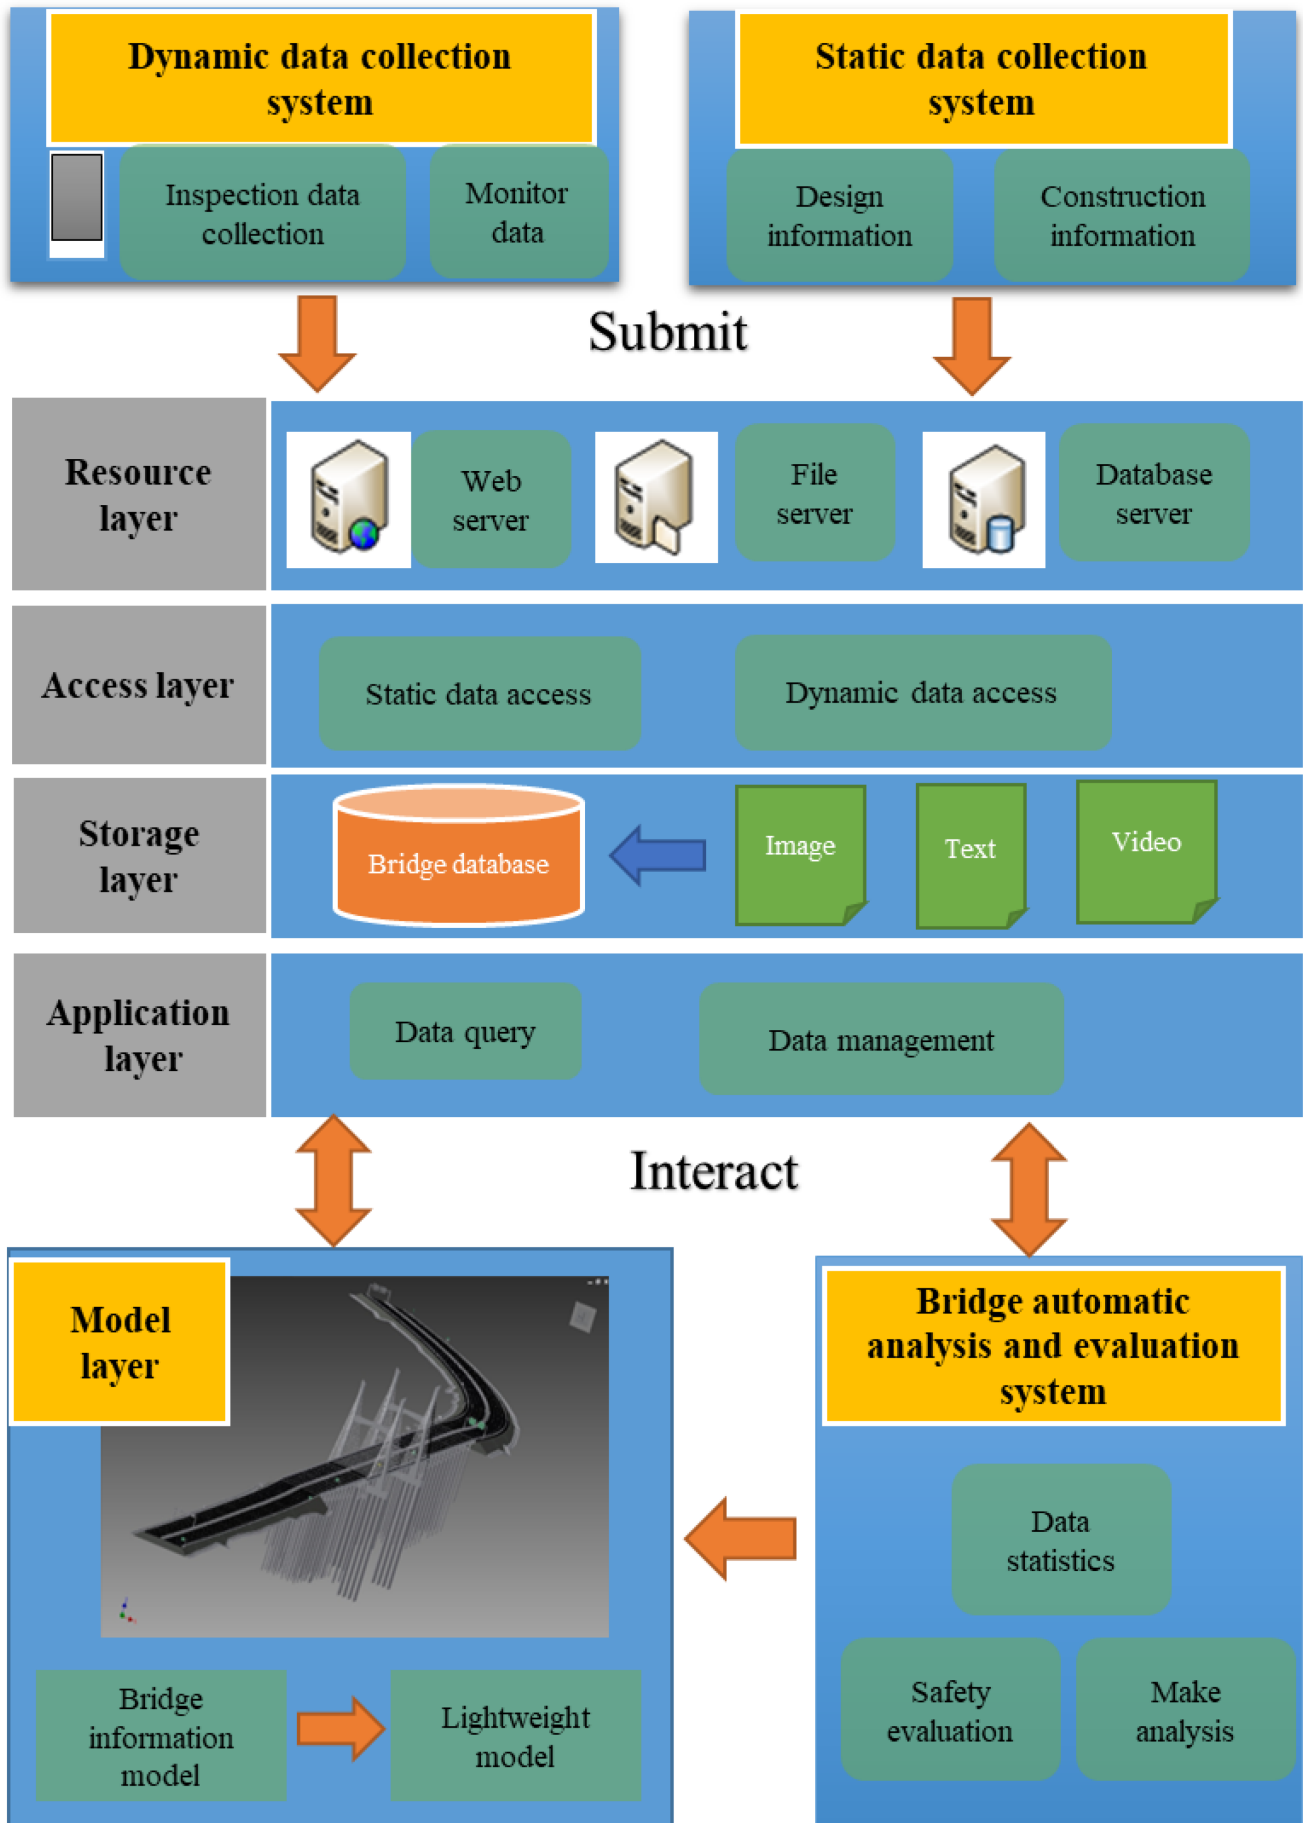 Dynamic data collection
system
Static data collection
system
Inspection data
collection
Monitor
data
Design
information
Construction
information
Submit
Resource
layer
Web
server
File
server
Database
server
Access layer
Static data access
Dynamic data access
Storage
layer
Bridge database
Image
Text
Video
Application
layer
Data query
Data management
Interact
Model
layer
Bridge automatic
analysis and evaluation
system
Data
statistics
Safety
evaluation
Make
analysis
Bridge
information
model
Lightweight
model